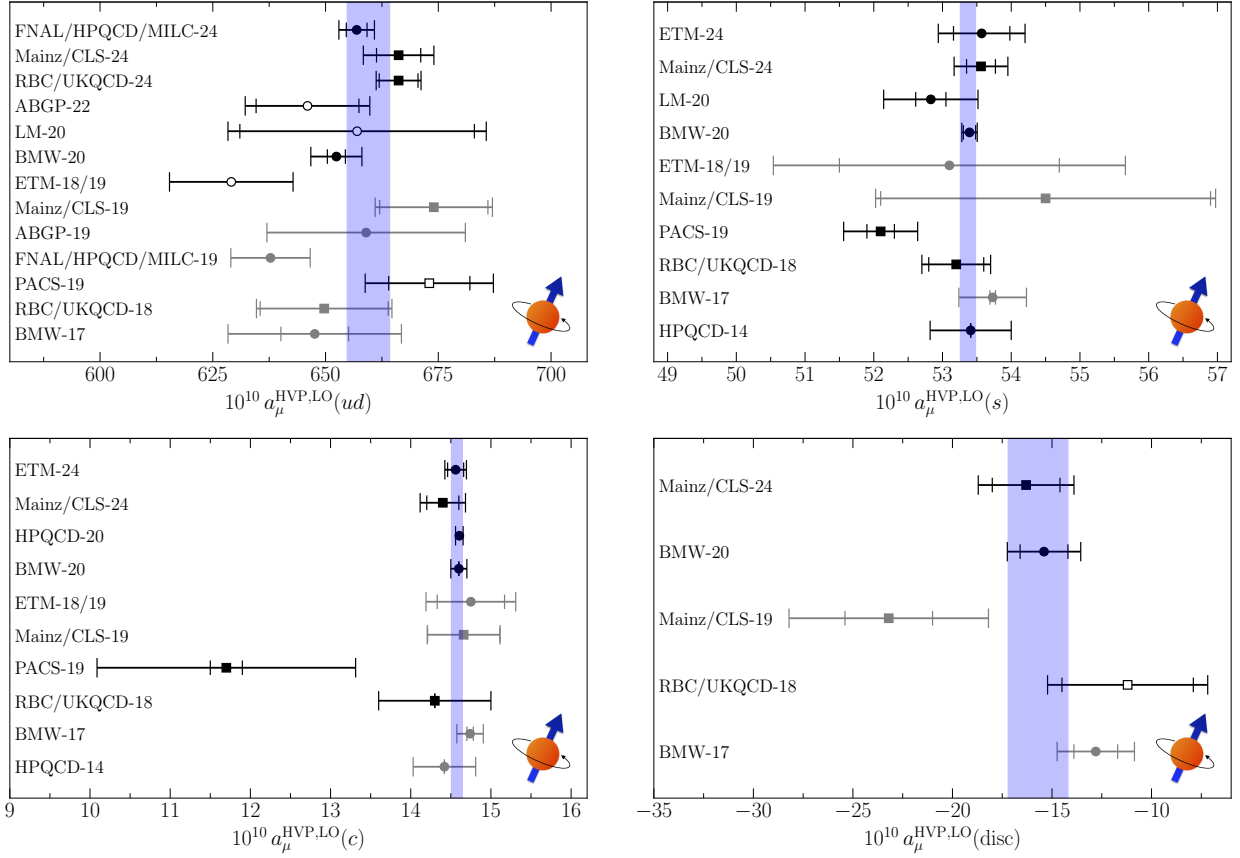 FNAL/HPQCD/MILC-24
Mainz/CLS-24
RBC/UKQCD-24
ABGP-22
LM-20
BMW-20
ETM-18/19
Mainz/CLS-19
ABGP-19
FNAL/HPQCD/MILC-19
PACS-19
RBC/UKQCD-18
BMW-17
600 625 650 675 700
10^10 a_μ^HVP,LO(ud)
ETM-24
Mainz/CLS-24
LM-20
BMW-20
ETM-18/19
Mainz/CLS-19
PACS-19
RBC/UKQCD-18
BMW-17
HPQCD-14
49 50 51 52 53 54 55 56 57
10^10 a_μ^HVP,LO(s)
ETM-24
Mainz/CLS-24
HPQCD-20
BMW-20
ETM-18/19
Mainz/CLS-19
PACS-19
RBC/UKQCD-18
BMW-17
HPQCD-14
9 10 11 12 13 14 15 16
10^10 a_μ^HVP,LO(c)
Mainz/CLS-24
BMW-20
Mainz/CLS-19
RBC/UKQCD-18
BMW-17
−35 −30 −25 −20 −15 −10
10^10 a_μ^HVP,LO(disc)